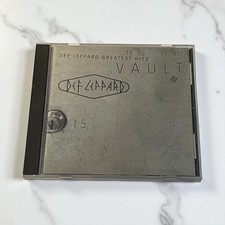 DEF LEPPARD GREATEST HITS
VAULT
DEF LEPPARD
15